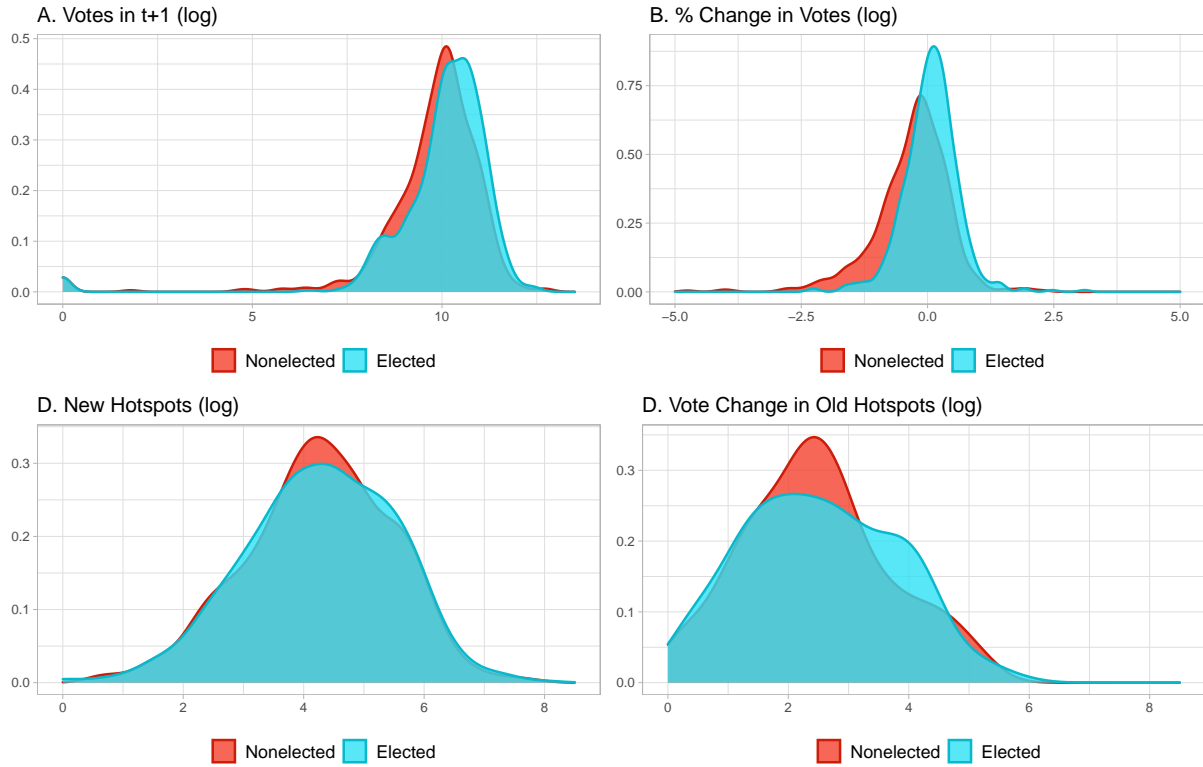 A. Votes in t+1 (log)
0.5
0.4
0.3
0.2
0.1
0.0
0 5 10
Nonelected Elected
B. % Change in Votes (log)
0.75
0.50
0.25
0.00
−5.0 −2.5 0.0 2.5 5.0
Nonelected Elected
D. New Hotspots (log)
0.3
0.2
0.1
0.0
0 2 4 6 8
Nonelected Elected
D. Vote Change in Old Hotspots (log)
0.3
0.2
0.1
0.0
0 2 4 6 8
Nonelected Elected